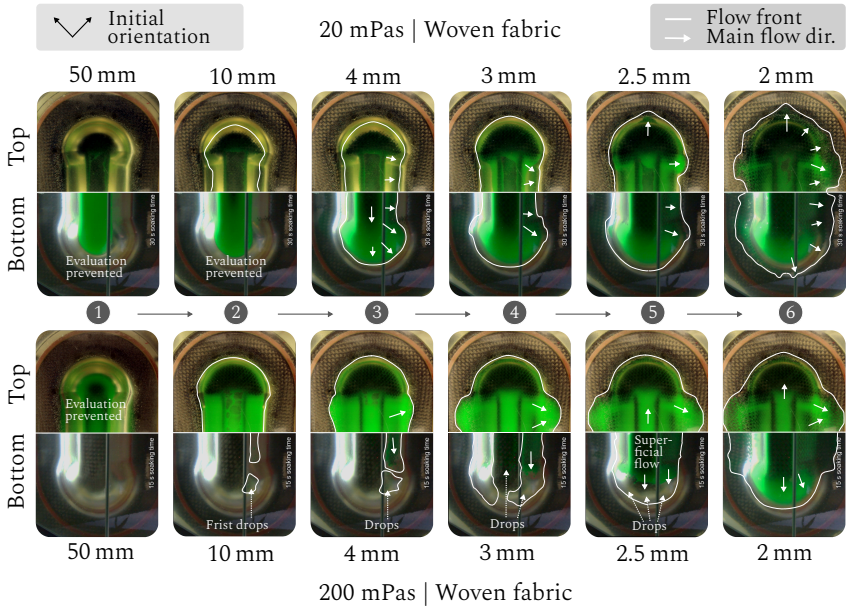 Initial
orientation
20 mPas | Woven fabric
Flow front
Main flow dir.
50 mm 10 mm 4 mm 3 mm 2.5 mm 2 mm
Top
Bottom
Evaluation
prevented
30 s soaking time
Evaluation
prevented
30 s soaking time
30 s soaking time
30 s soaking time
30 s soaking time
30 s soaking time
1 2 3 4 5 6
Top
Bottom
Evaluation
prevented
15 s soaking time
Frist drops
15 s soaking time
Drops
15 s soaking time
Drops
15 s soaking time
Super-
ficial
flow
Drops
15 s soaking time
15 s soaking time
50 mm 10 mm 4 mm 3 mm 2.5 mm 2 mm
200 mPas | Woven fabric